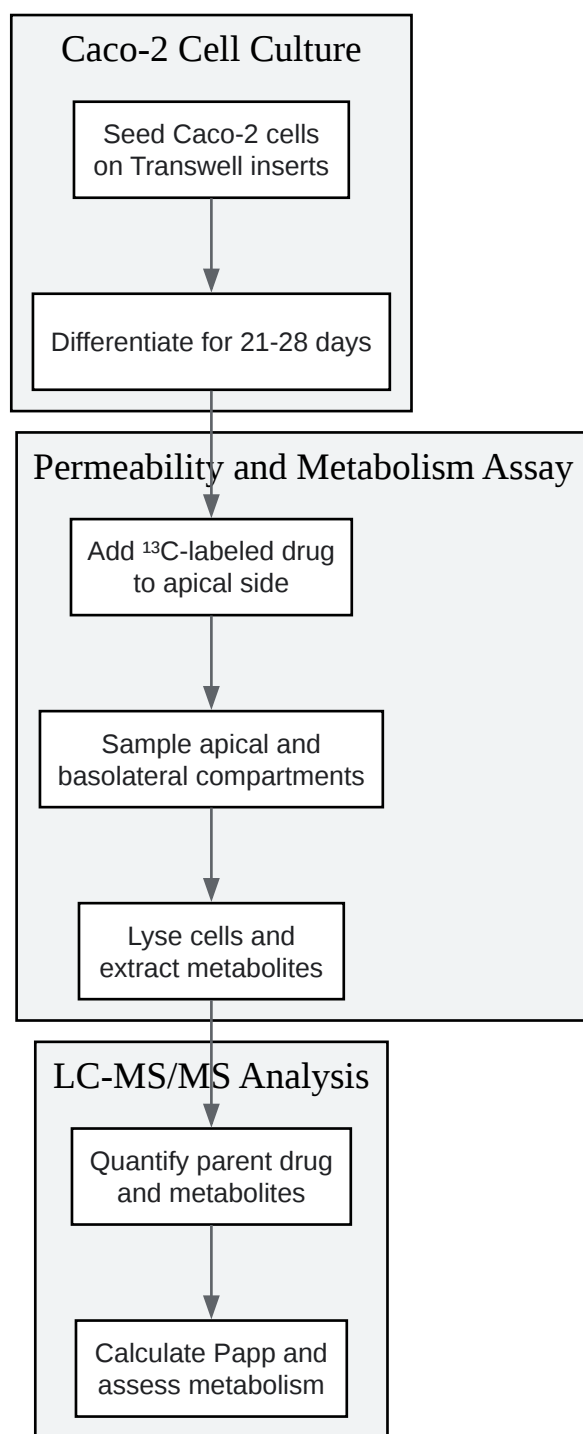 Caco-2 Cell Culture
Seed Caco-2 cells
on Transwell inserts
Differentiate for 21-28 days
Permeability and Metabolism Assay
Add ¹³C-labeled drug
to apical side
Sample apical and
basolateral compartments
Lyse cells and
extract metabolites
LC-MS/MS Analysis
Quantify parent drug
and metabolites
Calculate Papp and
assess metabolism